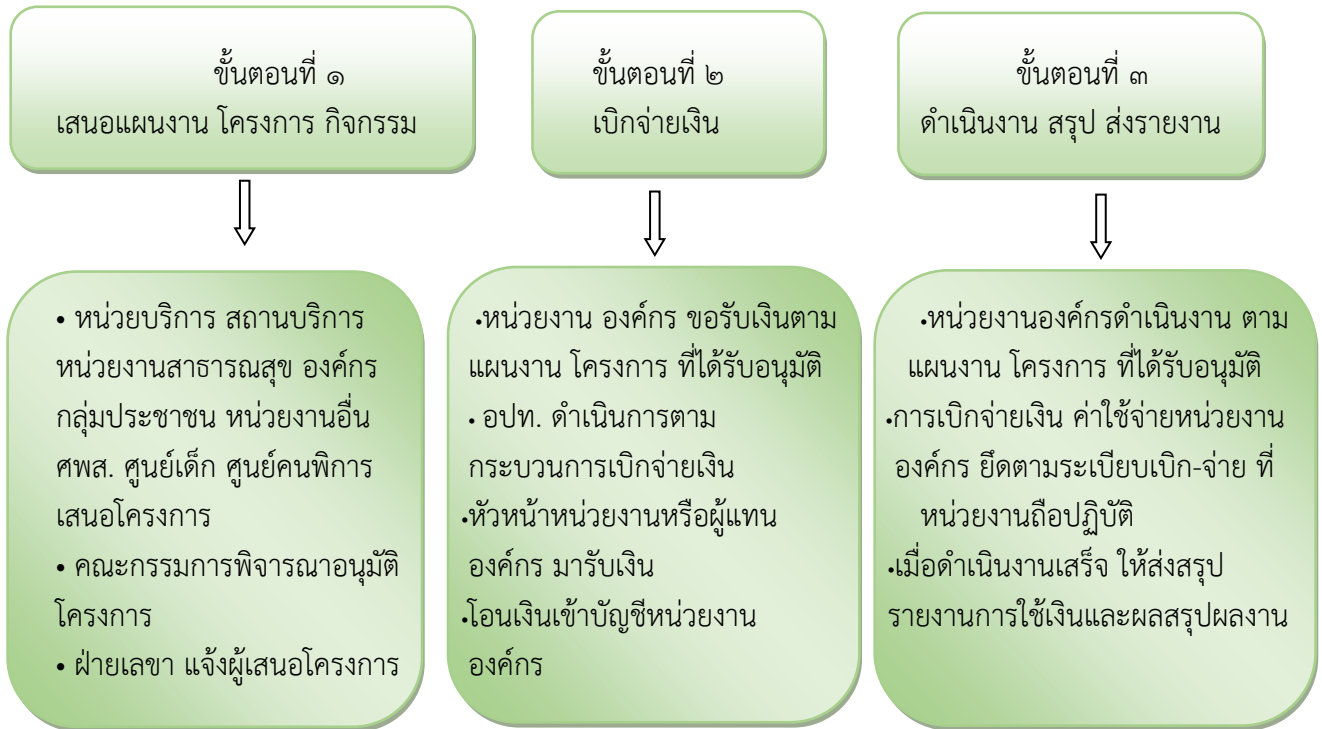 ขั้นตอนที่ ๑
เสนอแผนงาน โครงการ กิจกรรม
• หน่วยบริการ สถานบริการ
หน่วยงานสาธารณสุข องค์กร
กลุ่มประชาชน หน่วยงานอื่น
ศพส. ศูนย์เด็ก ศูนย์คนพิการ
เสนอโครงการ
• คณะกรรมการพิจารณาอนุมัติ
โครงการ
• ฝ่ายเลขา แจ้งผู้เสนอโครงการ
ขั้นตอนที่ ๒
เบิกจ่ายเงิน
•หน่วยงาน องค์กร ขอรับเงินตาม
แผนงาน โครงการ ที่ได้รับอนุมัติ
• อปท. ดำเนินการตาม
กระบวนการเบิกจ่ายเงิน
•หัวหน้าหน่วยงานหรือผู้แทน
องค์กร มารับเงิน
•โอนเงินเข้าบัญชีหน่วยงาน
องค์กร
ขั้นตอนที่ ๓
ดำเนินงาน สรุป ส่งรายงาน
•หน่วยงานองค์กรดำเนินงาน ตาม
แผนงาน โครงการ ที่ได้รับอนุมัติ
•การเบิกจ่ายเงิน ค่าใช้จ่ายหน่วยงาน
องค์กร ยึดตามระเบียบเบิก-จ่าย ที่
หน่วยงานถือปฏิบัติ
•เมื่อดำเนินงานเสร็จ ให้ส่งสรุป
รายงานการใช้เงินและผลสรุปผลงาน